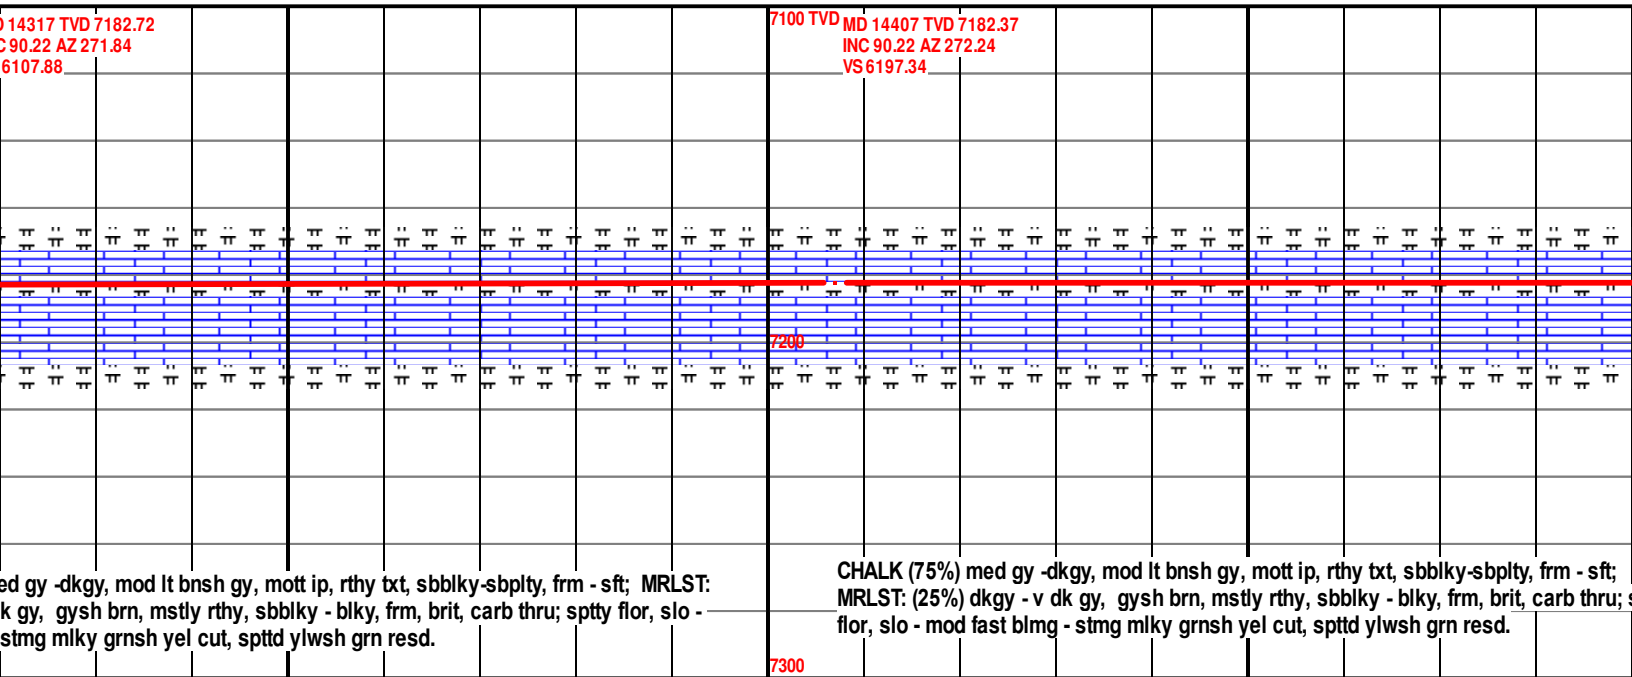 14317 TVD 7182.72
90.22 AZ 271.84
6107.88
7100 TVD
MD 14407 TVD 7182.37
INC 90.22 AZ 272.24
VS 6197.34
7200
ed gy -dkgy, mod lt bnsh gy, mott ip, rthy txt, sbblky-sbplty, frm - sft; MRLST:
k gy, gysh brn, mstly rthy, sbblky - blky, frm, brit, carb thru; sptty flor, slo -
stmg mlky grnsh yel cut, spttd ylwsh grn resd.
CHALK (75%) med gy -dkgy, mod lt bnsh gy, mott ip, rthy txt, sbblky-sbplty, frm - sft;
MRLST: (25%) dkgy - v dk gy, gysh brn, mstly rthy, sbblky - blky, frm, brit, carb thru; s
flor, slo - mod fast blmg - stmg mlky grnsh yel cut, spttd ylwsh grn resd.
7300